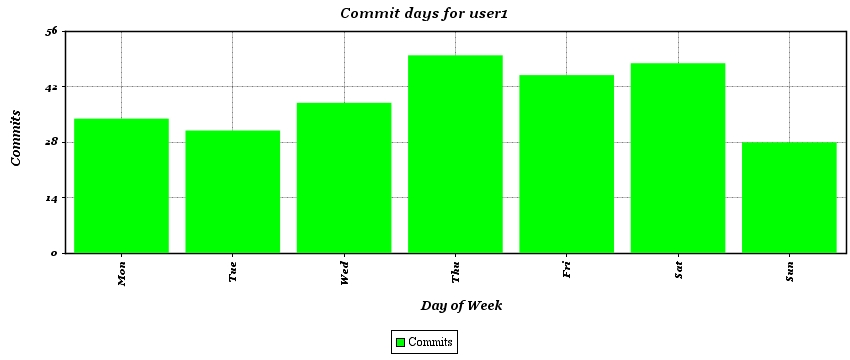 Commit days for user1
56
42
28
14
0
Commits
Mon Tue Wed Thu Fri Sat Sun
Day of Week
Commits